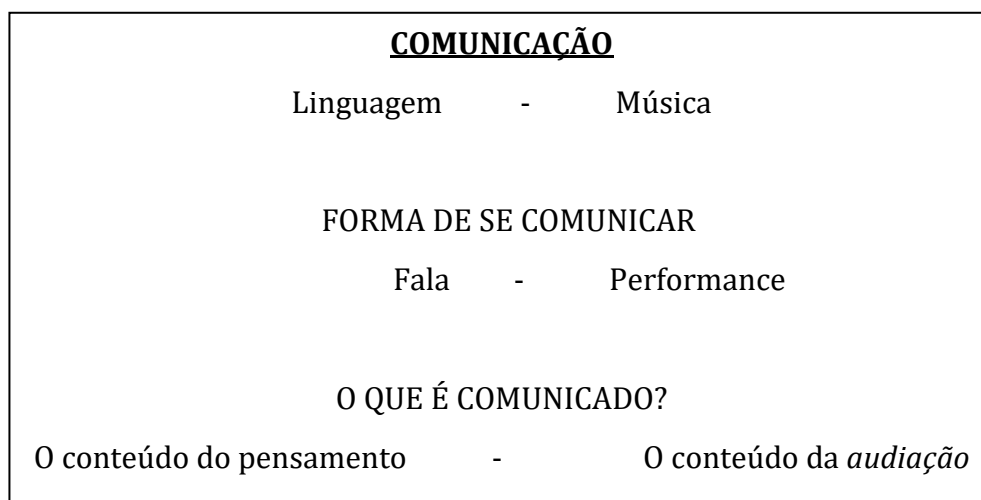 COMUNICAÇÃO
Linguagem - Música
FORMA DE SE COMUNICAR
Fala - Performance
O QUE É COMUNICADO?
O conteúdo do pensamento - O conteúdo da audiação